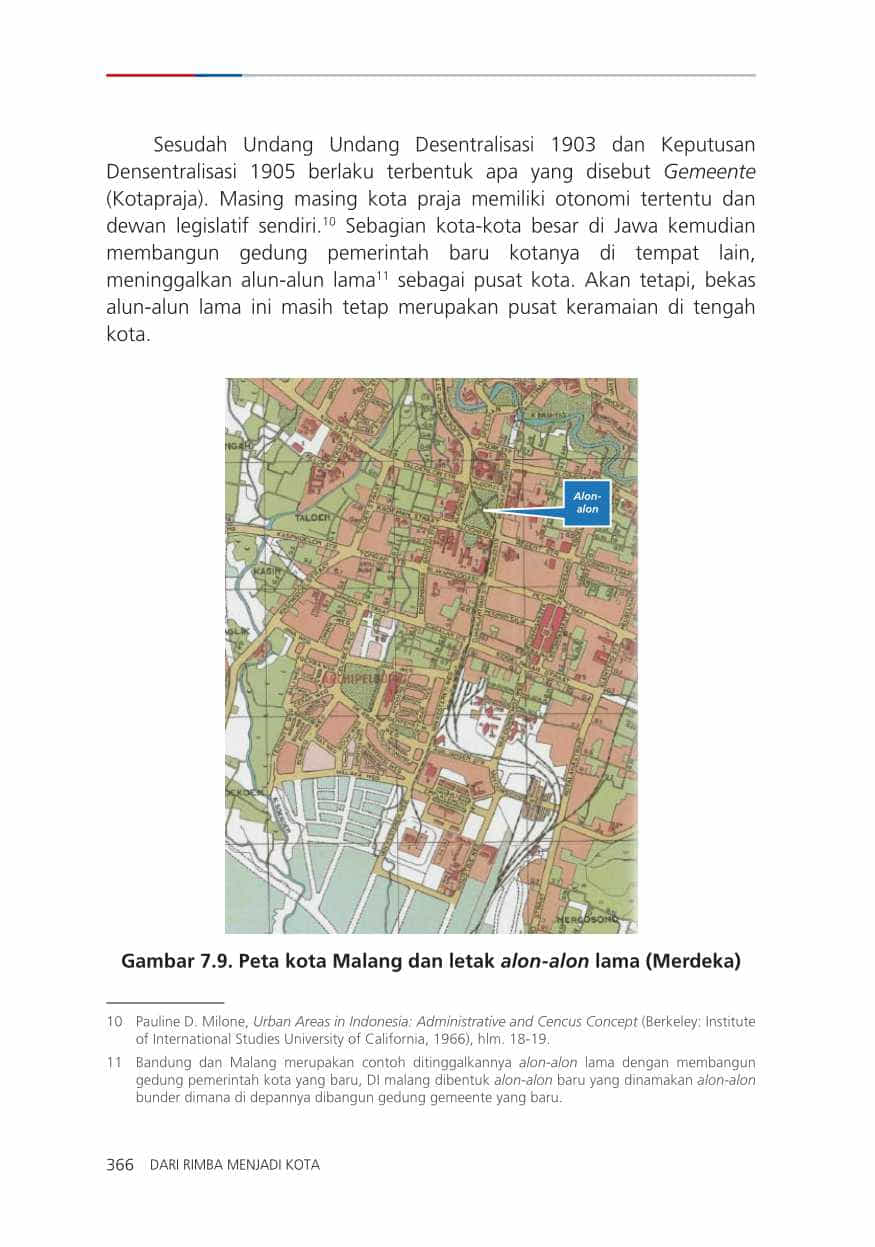 Sesudah Undang Undang Desentralisasi 1903 dan Keputusan
Densentralisasi 1905 berlaku terbentuk apa yang disebut Gemeente
(Kotapraja). Masing masing kota praja memiliki otonomi tertentu dan
dewan legislatif sendiri.10 Sebagian kota-kota besar di Jawa kemudian
membangun gedung pemerintah baru kotanya di tempat lain,
meninggalkan alun-alun lama11 sebagai pusat kota. Akan tetapi, bekas
alun-alun lama ini masih tetap merupakan pusat keramaian di tengah
kota.
Alon-
alon
TALOEN
KASIN
ARCHIPELBUURT
MERGOSONO
Gambar 7.9. Peta kota Malang dan letak alon-alon lama (Merdeka)
10 Pauline D. Milone, Urban Areas in Indonesia: Administrative and Cencus Concept (Berkeley: Institute
of International Studies University of California, 1966), hlm. 18-19.
11 Bandung dan Malang merupakan contoh ditinggalkannya alon-alon lama dengan membangun
gedung pemerintah kota yang baru, DI malang dibentuk alon-alon baru yang dinamakan alon-alon
bunder dimana di depannya dibangun gedung gemeente yang baru.
366 DARI RIMBA MENJADI KOTA